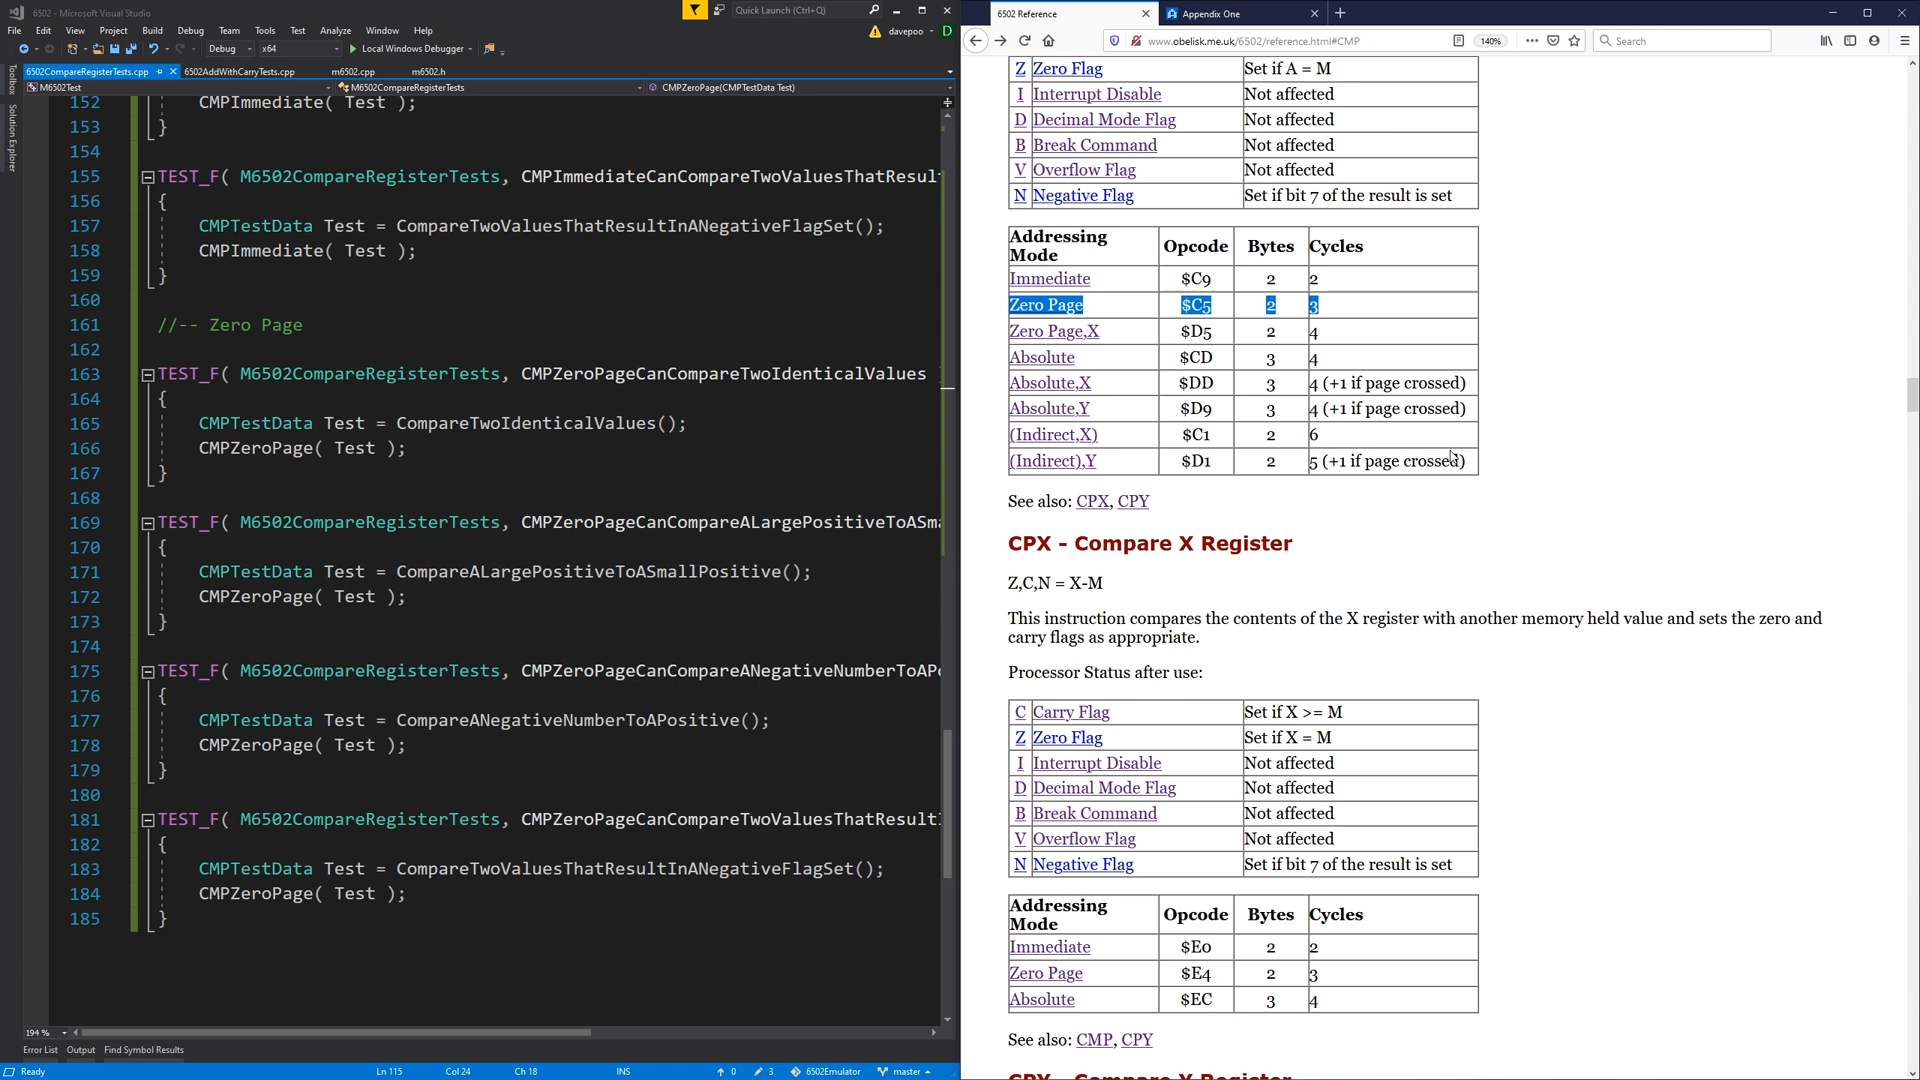 6502 - Microsoft Visual Studio
Quick Launch (Ctrl+Q)
File Edit View Project Build Debug Team Tools Test Analyze Window Help
davepoo D
Debug x64 Local Windows Debugger
Toolbox
Solution Explorer
6502CompareRegisterTests.cpp 6502AddWithCarryTests.cpp m6502.cpp m6502.h
M6502Test M6502CompareRegisterTests CMPZeroPage(CMPTestData Test)
152 CMPImmediate( Test );
153 }
154
155 TEST_F( M6502CompareRegisterTests, CMPImmediateCanCompareTwoValuesThatResul
156 {
157 CMPTestData Test = CompareTwoValuesThatResultInANegativeFlagSet();
158 CMPImmediate( Test );
159 }
160
161 //-- Zero Page
162
163 TEST_F( M6502CompareRegisterTests, CMPZeroPageCanCompareTwoIdenticalValues
164 {
165 CMPTestData Test = CompareTwoIdenticalValues();
166 CMPZeroPage( Test );
167 }
168
169 TEST_F( M6502CompareRegisterTests, CMPZeroPageCanCompareALargePositiveToASm
170 {
171 CMPTestData Test = CompareALargePositiveToASmallPositive();
172 CMPZeroPage( Test );
173 }
174
175 TEST_F( M6502CompareRegisterTests, CMPZeroPageCanCompareANegativeNumberToAPo
176 {
177 CMPTestData Test = CompareANegativeNumberToAPositive();
178 CMPZeroPage( Test );
179 }
180
181 TEST_F( M6502CompareRegisterTests, CMPZeroPageCanCompareTwoValuesThatResultI
182 {
183 CMPTestData Test = CompareTwoValuesThatResultInANegativeFlagSet();
184 CMPZeroPage( Test );
185 }
194 %
Error List Output Find Symbol Results
Ready Ln 115 Col 24 Ch 18 INS 0 3 6502Emulator master
6502 Reference Appendix One
www.obelisk.me.uk/6502/reference.html#CMP 140% Search
Z Zero Flag Set if A = M
I Interrupt Disable Not affected
D Decimal Mode Flag Not affected
B Break Command Not affected
V Overflow Flag Not affected
N Negative Flag Set if bit 7 of the result is set
Addressing Mode Opcode Bytes Cycles
Immediate $C9 2 2
Zero Page $C5 2 3
Zero Page,X $D5 2 4
Absolute $CD 3 4
Absolute,X $DD 3 4 (+1 if page crossed)
Absolute,Y $D9 3 4 (+1 if page crossed)
(Indirect,X) $C1 2 6
(Indirect),Y $D1 2 5 (+1 if page crossed)
See also: CPX, CPY
CPX - Compare X Register
Z,C,N = X-M
This instruction compares the contents of the X register with another memory held value and sets the zero and
carry flags as appropriate.
Processor Status after use:
C Carry Flag Set if X >= M
Z Zero Flag Set if X = M
I Interrupt Disable Not affected
D Decimal Mode Flag Not affected
B Break Command Not affected
V Overflow Flag Not affected
N Negative Flag Set if bit 7 of the result is set
Addressing Mode Opcode Bytes Cycles
Immediate $E0 2 2
Zero Page $E4 2 3
Absolute $EC 3 4
See also: CMP, CPY